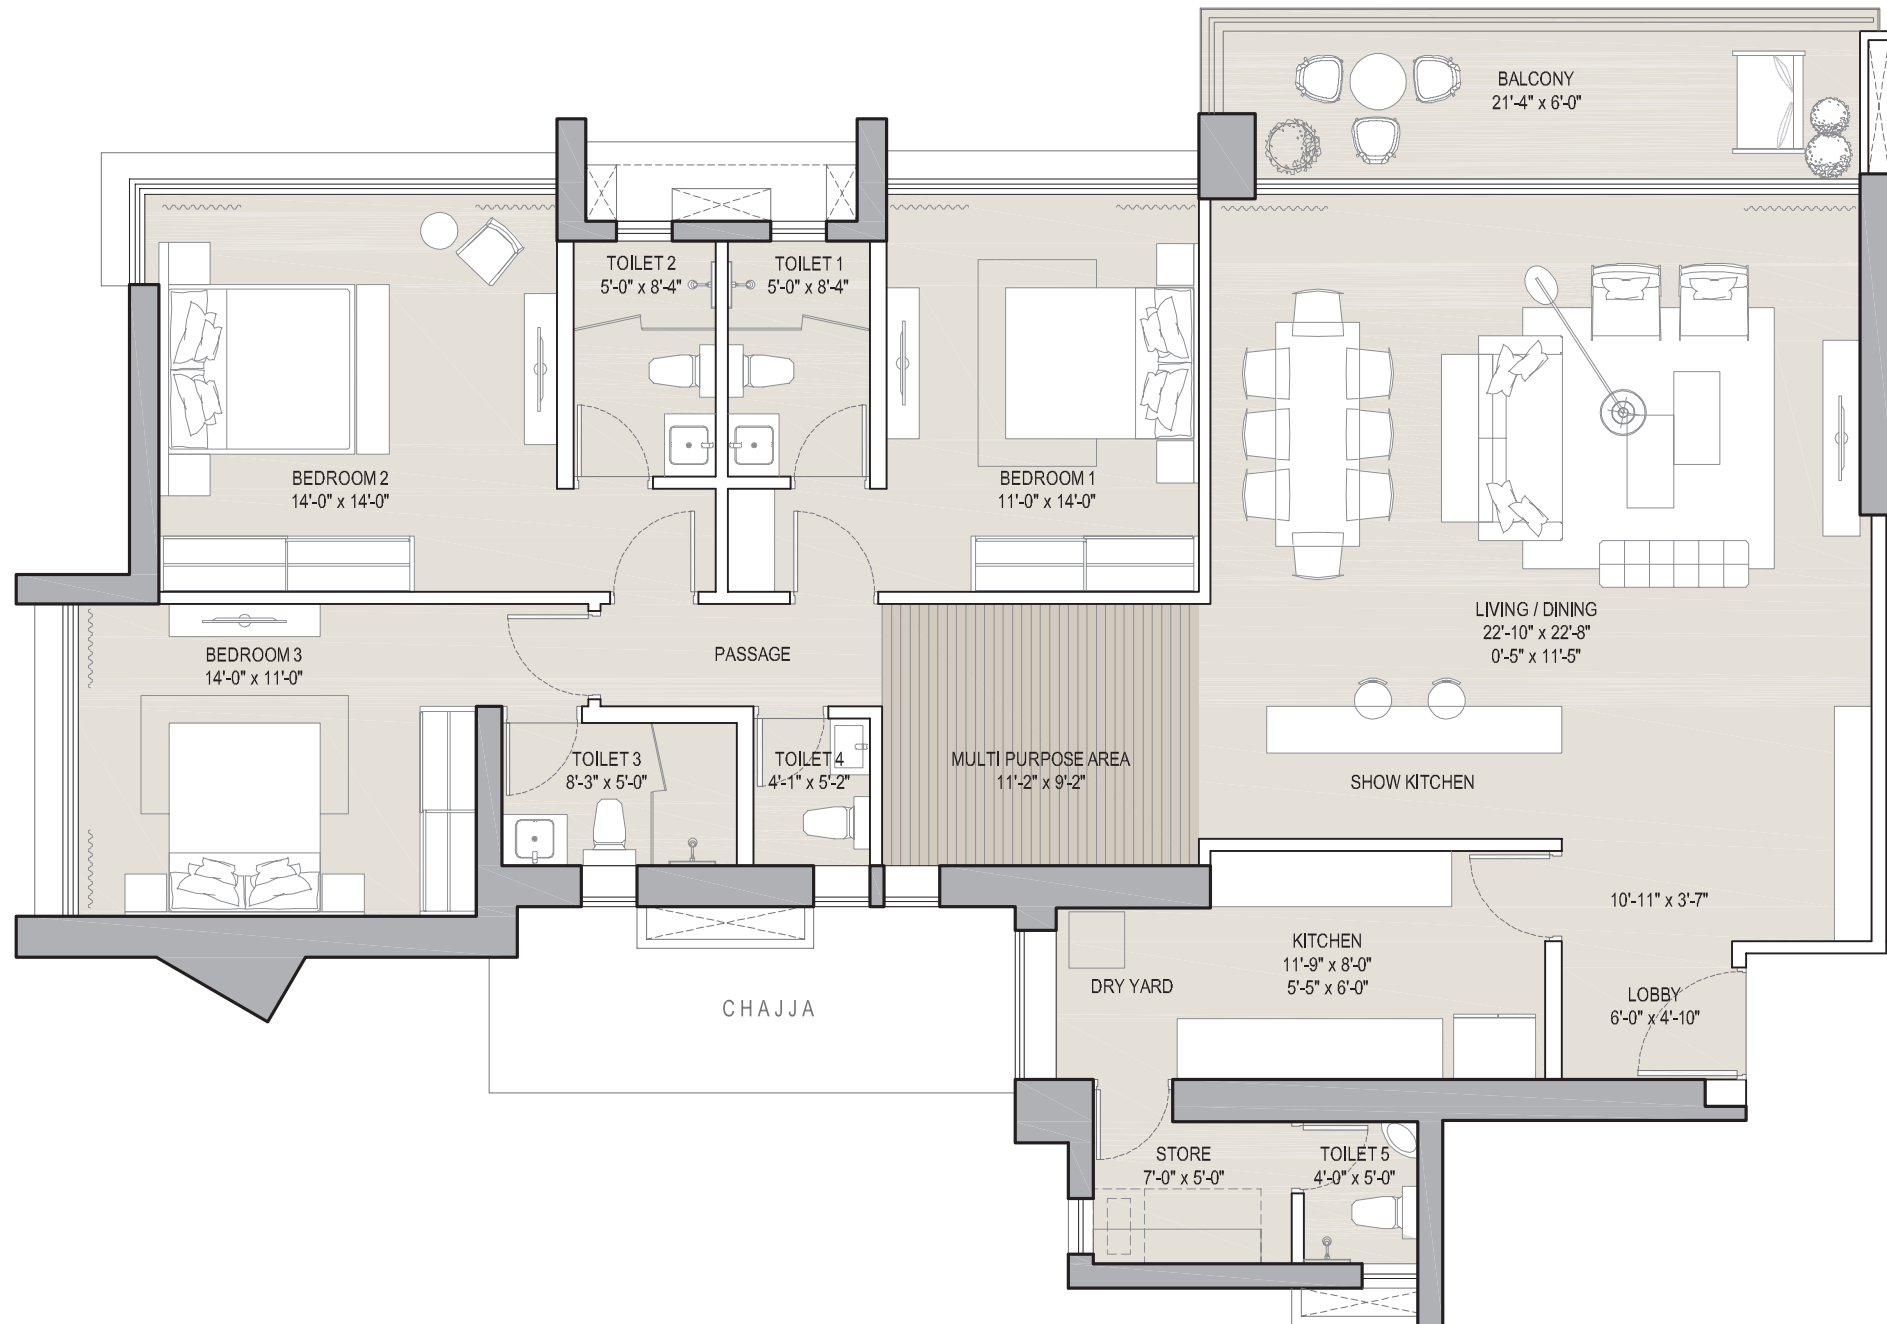 BALCONY
21'-4" x 6'-0"
TOILET 2
5'-0" x 8'-4"
TOILET 1
5'-0" x 8'-4"
BEDROOM 2
14'-0" x 14'-0"
BEDROOM 1
11'-0" x 14'-0"
LIVING / DINING
22'-10" x 22'-8"
0'-5" x 11'-5"
BEDROOM 3
14'-0" x 11'-0"
PASSAGE
TOILET 3
8'-3" x 5'-0"
TOILET 4
4'-1" x 5'-2"
MULTI PURPOSE AREA
11'-2" x 9'-2"
SHOW KITCHEN
10'-11" x 3'-7"
KITCHEN
11'-9" x 8'-0"
5'-5" x 6'-0"
DRY YARD
CHAJJA
LOBBY
6'-0" x 4'-10"
STORE
7'-0" x 5'-0"
TOILET 5
4'-0" x 5'-0"